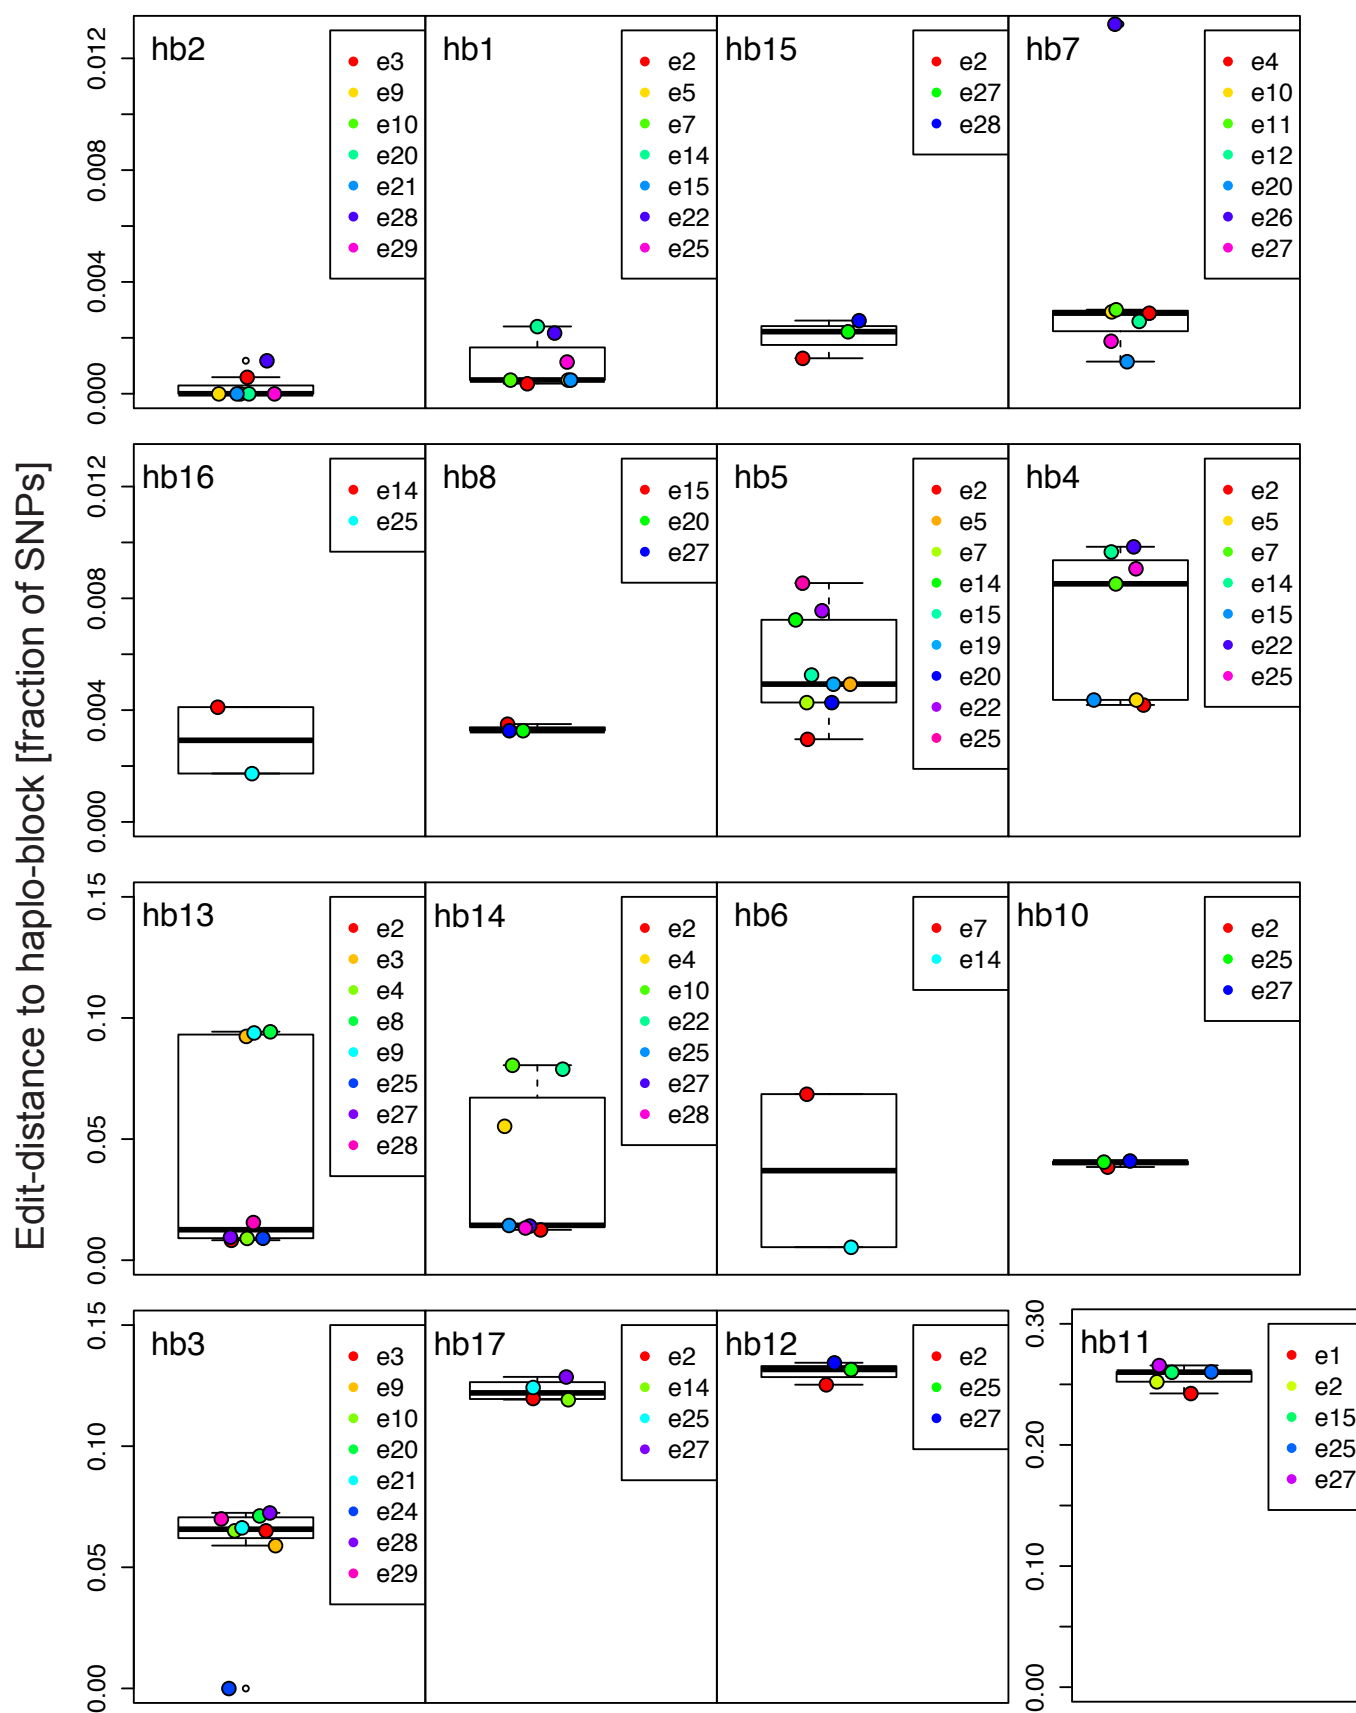 Edit-distance to haplo-block [fraction of SNPs]
0.012
0.008
0.004
0.000
hb2
e3
e9
e10
e20
e21
e28
e29
hb1
e2
e5
e7
e14
e15
e22
e25
hb15
e2
e27
e28
hb7
e4
e10
e11
e12
e20
e26
e27
0.012
0.008
0.004
0.000
hb16
e14
e25
hb8
e15
e20
e27
hb5
e2
e5
e7
e14
e15
e19
e20
e22
e25
hb4
e2
e5
e7
e14
e15
e22
e25
0.15
0.10
0.05
0.00
hb13
e2
e3
e4
e8
e9
e25
e27
e28
hb14
e2
e4
e10
e22
e25
e27
e28
hb6
e7
e14
hb10
e2
e25
e27
0.15
0.10
0.05
0.00
hb3
e3
e9
e10
e20
e21
e24
e28
e29
hb17
e2
e14
e25
e27
hb12
e2
e25
e27
0.30
0.20
0.10
0.00
hb11
e1
e2
e15
e25
e27